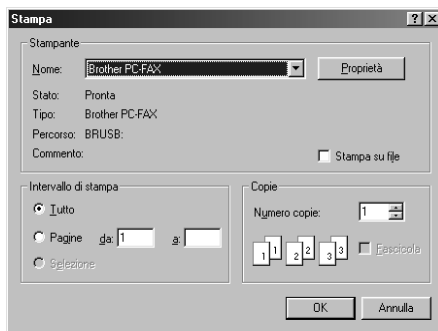 Stampa
Stampante
Nome: Brother PC-FAX Proprietà
Stato: Pronta
Tipo: Brother PC-FAX
Percorso: BRUSB:
Commento: Stampa su file
Intervallo di stampa
Tutto
Pagine da: 1 a:
Selezione
Copie
Numero copie: 1
1 1 2 2 3 3
Fascicola
OK Annulla